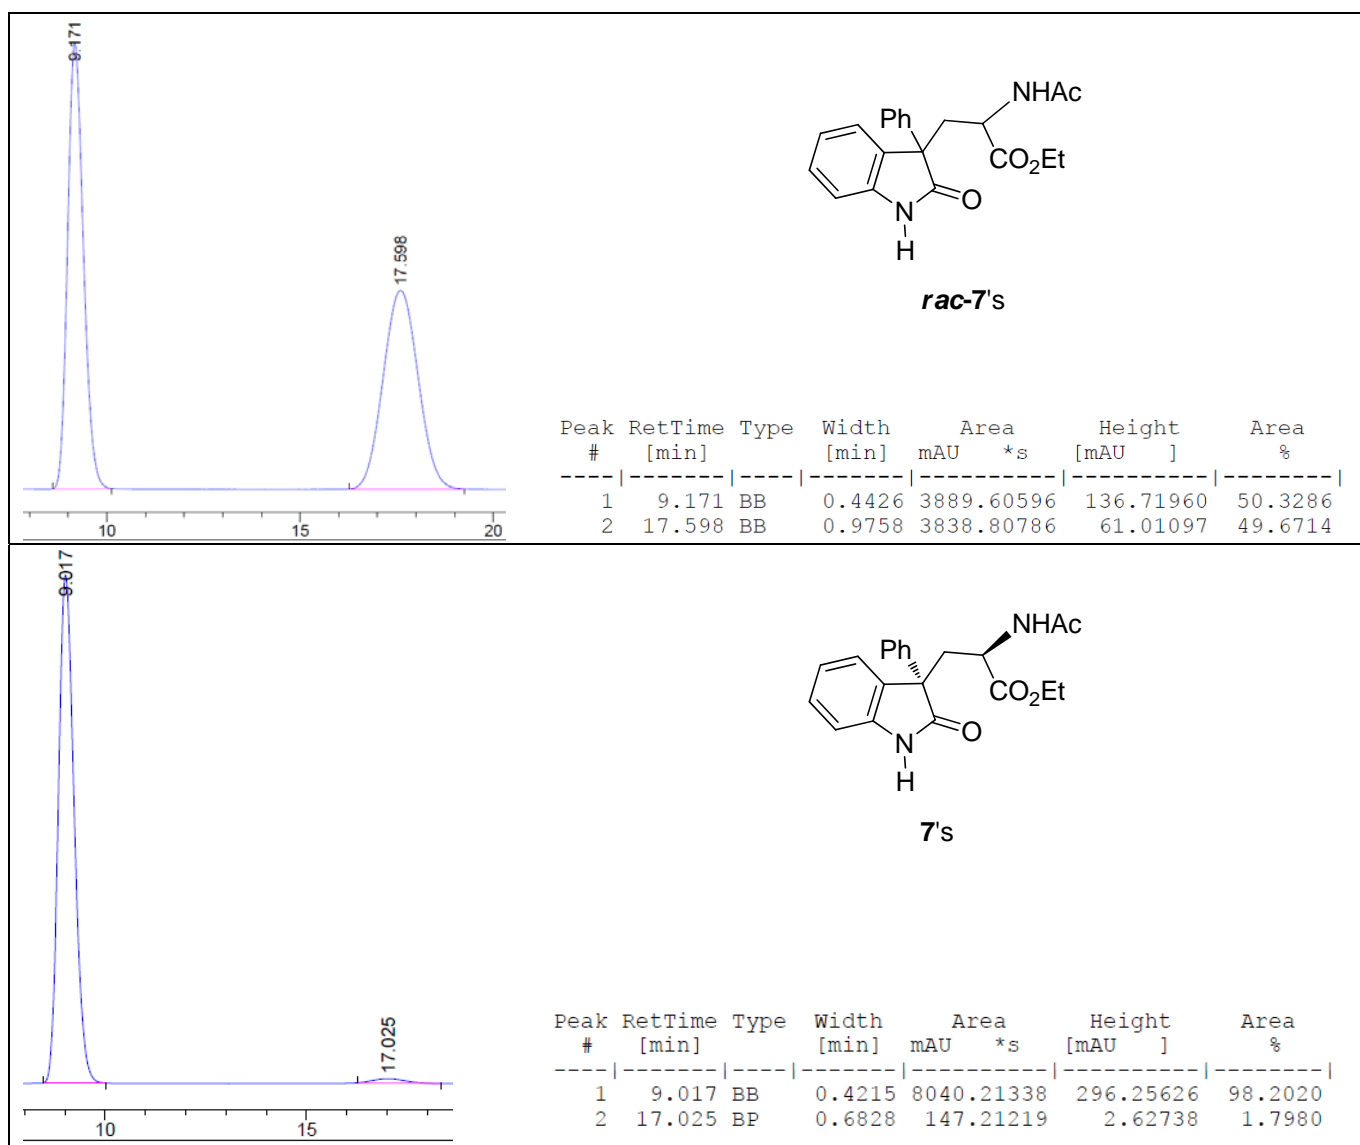 9.171
17.598
10
15
20
NHAc
Ph
CO2Et
O
N
H
rac-7's
Peak RetTime Type Width Area Height Area
# [min] [min] mAU *s [mAU ] %
----|-------|----|-------|----------|----------|--------|
1 9.171 BB 0.4426 3889.60596 136.71960 50.3286
2 17.598 BB 0.9758 3838.80786 61.01097 49.6714
9.017
17.025
10
15
NHAc
Ph
CO2Et
O
N
H
7's
Peak RetTime Type Width Area Height Area
# [min] [min] mAU *s [mAU ] %
----|-------|----|-------|----------|----------|--------|
1 9.017 BB 0.4215 8040.21338 296.25626 98.2020
2 17.025 BP 0.6828 147.21219 2.62738 1.7980